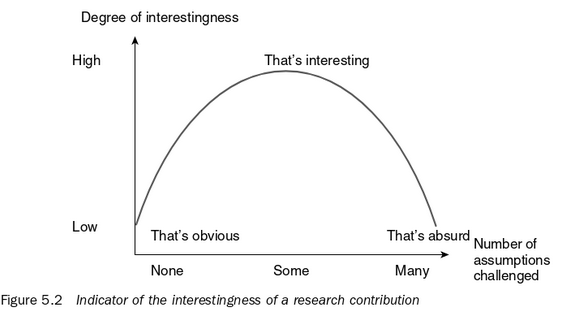 Degree of interestingness
High
That's interesting
Low
That's obvious
That's absurd
Number of
assumptions
challenged
None
Some
Many
Figure 5.2 Indicator of the interestingness of a research contribution